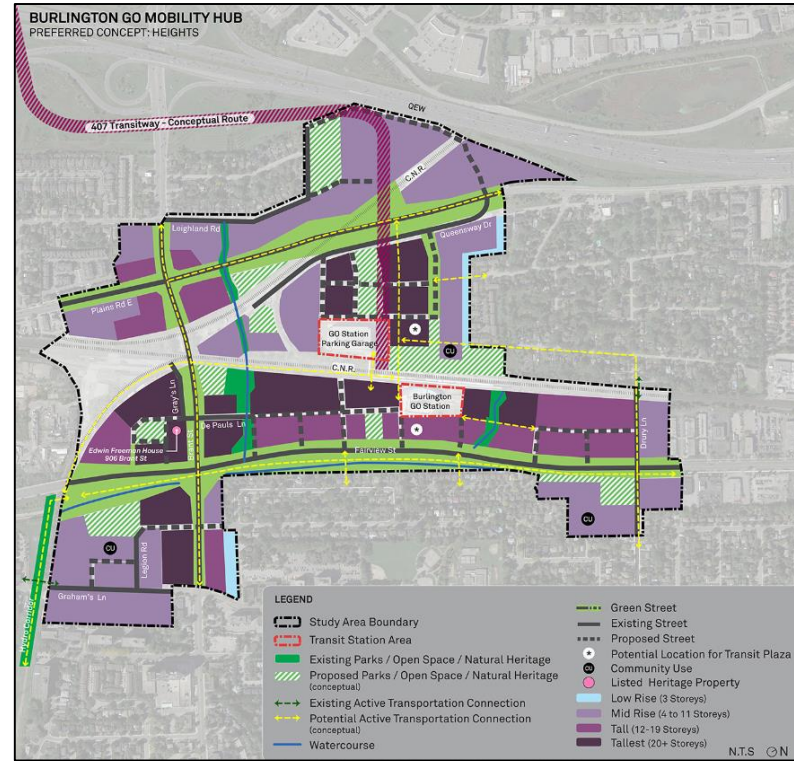 BURLINGTON GO MOBILITY HUB
PREFERRED CONCEPT: HEIGHTS
QEW
407 Transitway - Conceptual Route
C.N.R.
Leighland Rd
Queensway Dr
Plains Rd E
GO Station
Parking Garage
CU
C.N.R.
Gray's Ln
Burlington
GO Station
De Pauls Ln
Brant St
Drury Ln
Edwin Freeman House
806 Brant St
Fairview St
CU
CU
Legion Rd
Graham's Ln
Hydro Corridor
LEGEND
Study Area Boundary
Transit Station Area
Existing Parks / Open Space / Natural Heritage
Proposed Parks / Open Space / Natural Heritage
(conceptual)
Existing Active Transportation Connection
Potential Active Transportation Connection
(conceptual)
Watercourse
Green Street
Existing Street
Proposed Street
Potential Location for Transit Plaza
CU Community Use
Listed Heritage Property
Low Rise (3 Storeys)
Mid Rise (4 to 11 Storeys)
Tall (12-19 Storeys)
Tallest (20+ Storeys)
N.T.S N